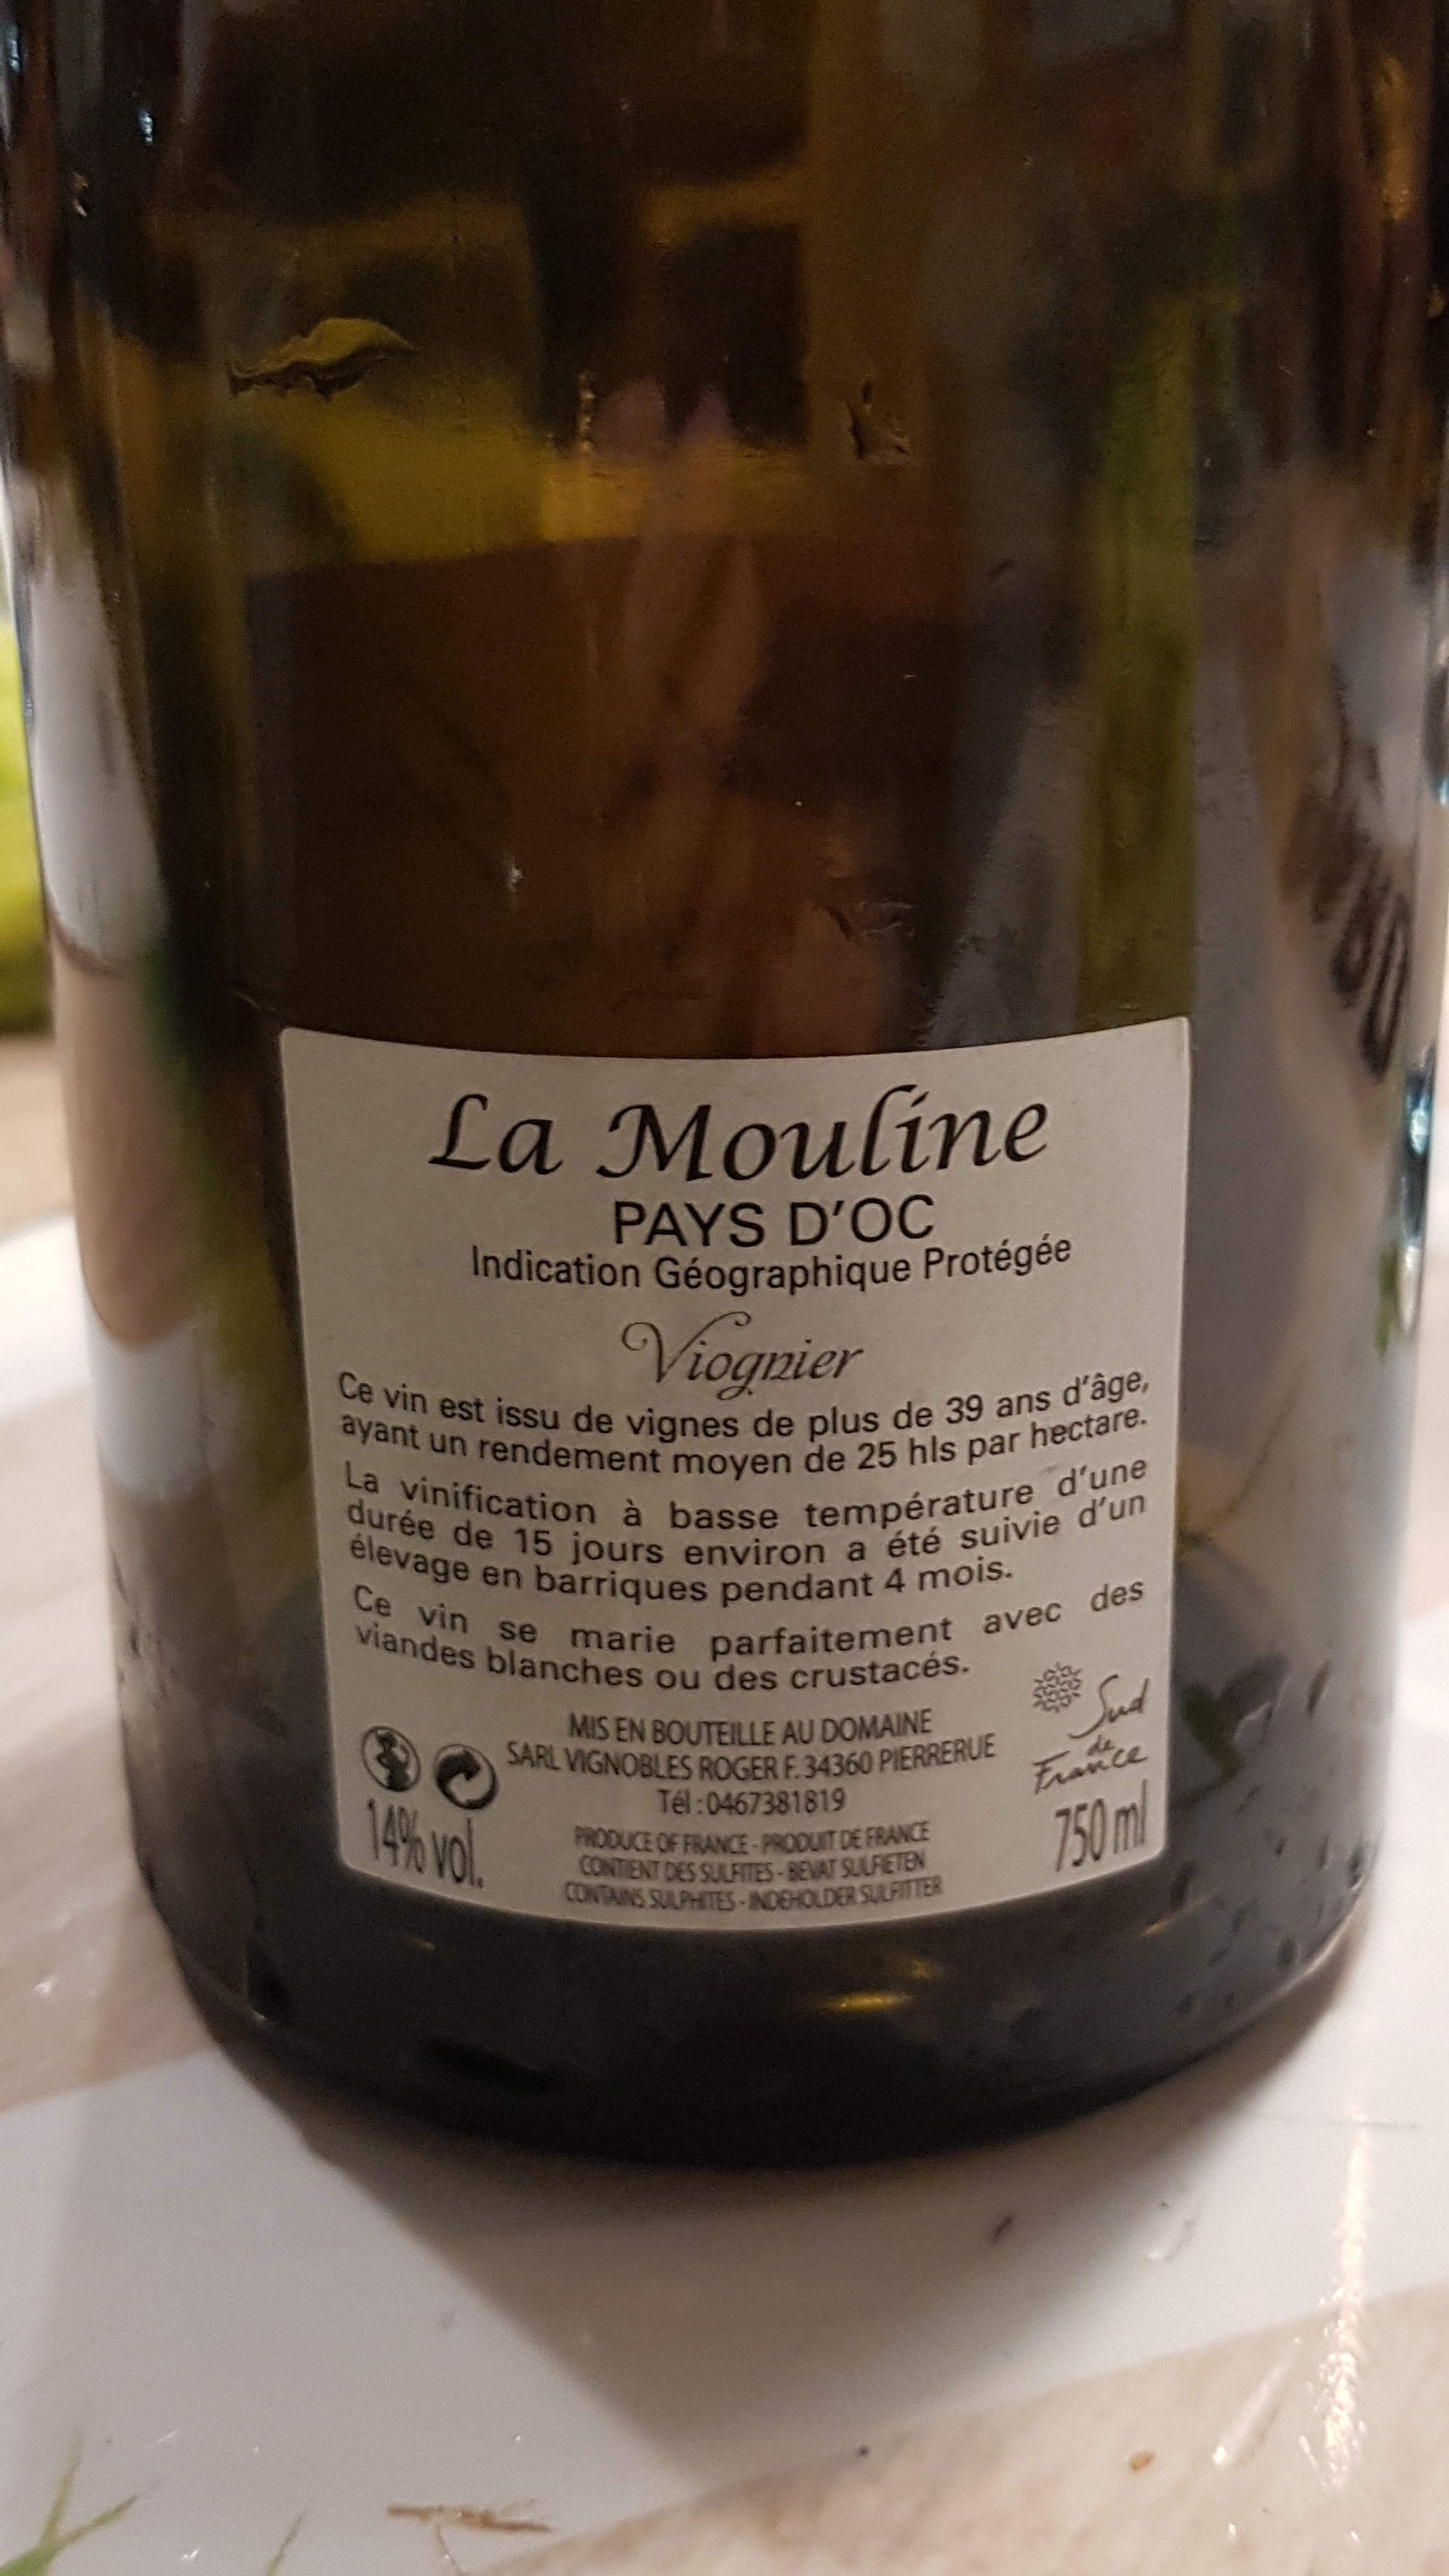 La Mouline
PAYS D'OC
Indication Géographique Protégée
Viognier
Ce vin est issu de vignes de plus de 39 ans d'âge,
ayant un rendement moyen de 25 hls par hectare.
La vinification à basse température d'une
durée de 15 jours environ a été suivie d'un
élevage en barriques pendant 4 mois.
Ce vin se marie parfaitement avec des
viandes blanches ou des crustacés.
MIS EN BOUTEILLE AU DOMAINE
SARL VIGNOBLES ROGER F. 34360 PIERRERUE
Tél : 0467381819
PRODUCE OF FRANCE - PRODUIT DE FRANCE
CONTIENT DES SULFITES - BEVAT SULFIETEN
CONTAINS SULPHITES - INDEHOLDER SULFITTER
14% vol.
Sud
de
France
750 ml